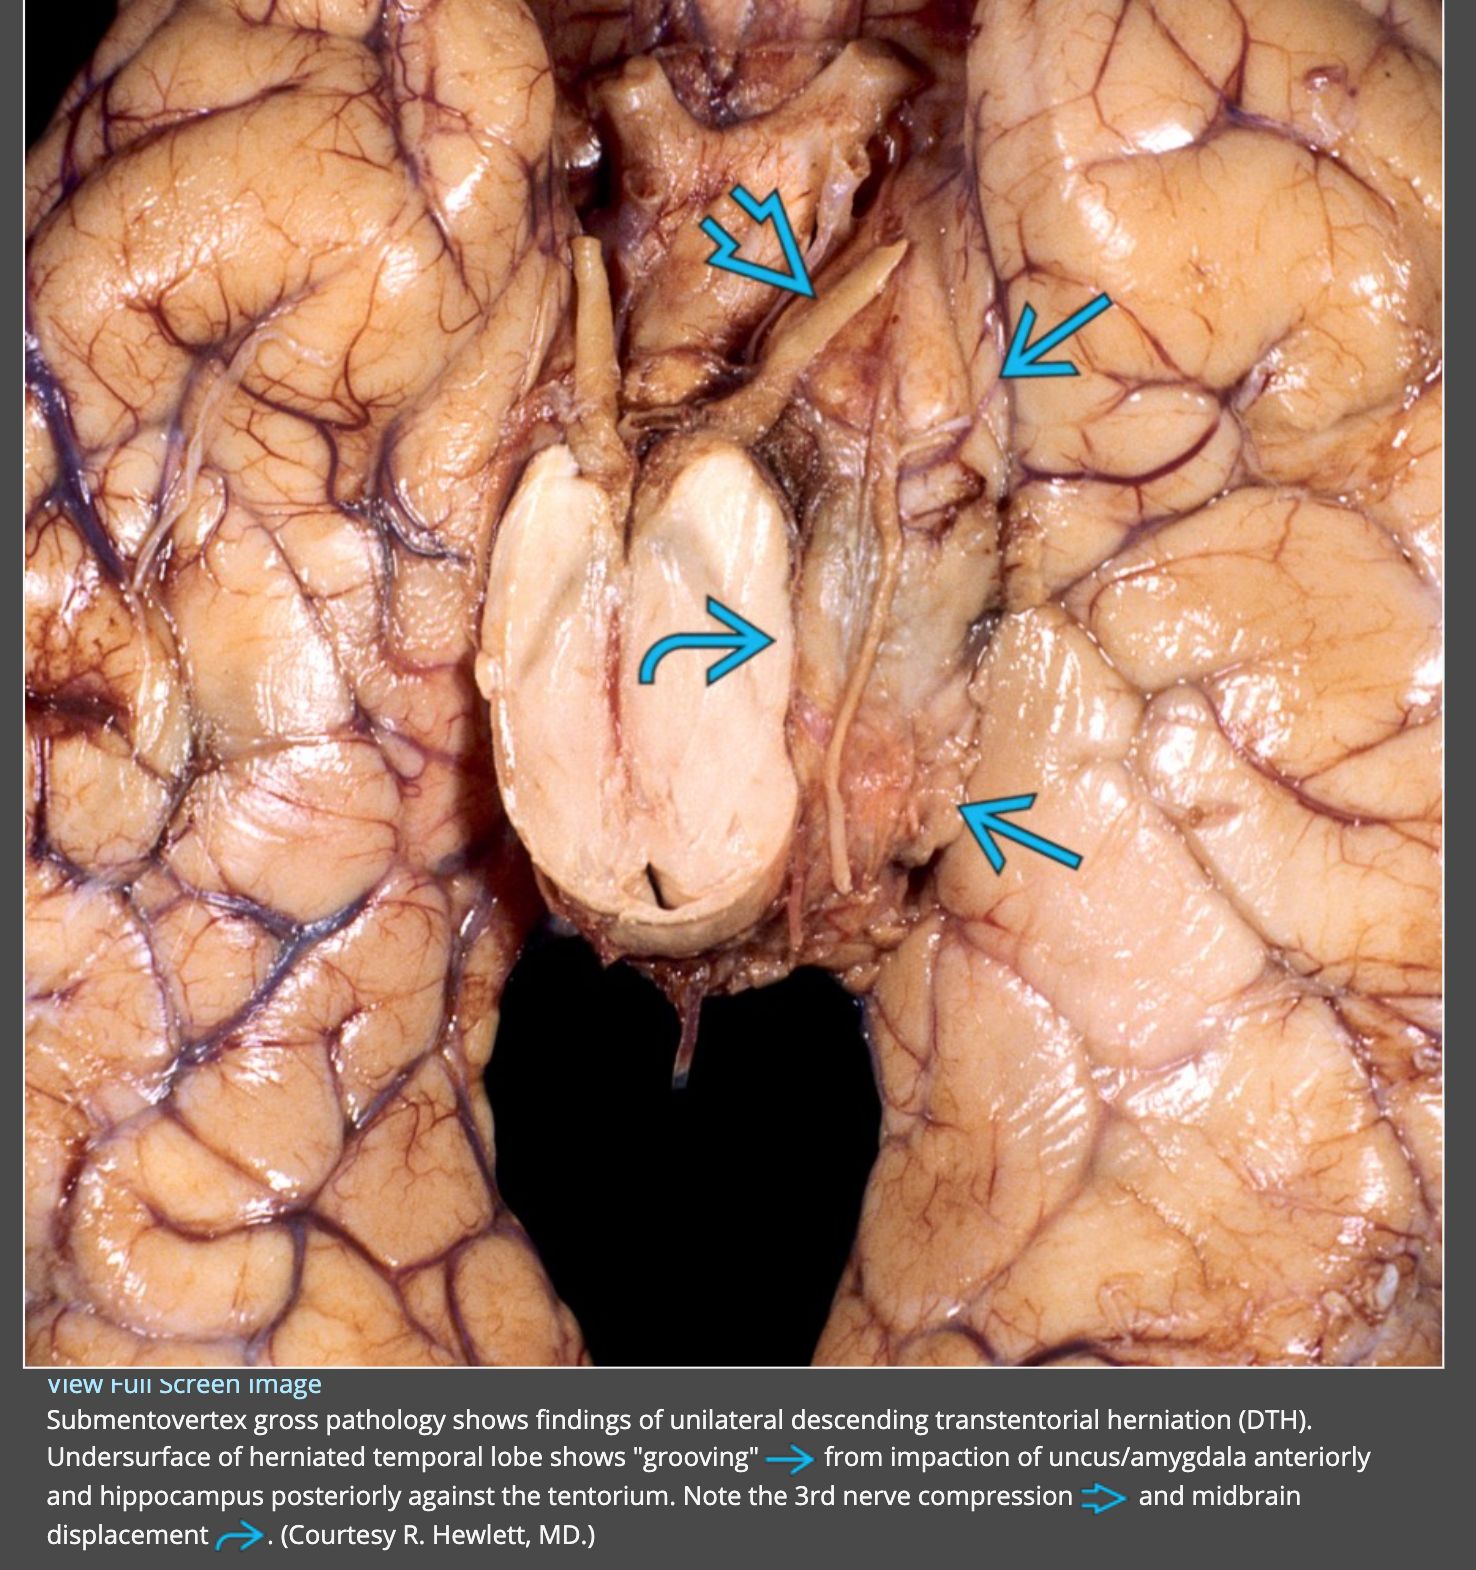 View Full Screen Image
Submentovertex gross pathology shows findings of unilateral descending transtentorial herniation (DTH).
Undersurface of herniated temporal lobe shows "grooving" from impaction of uncus/amygdala anteriorly
and hippocampus posteriorly against the tentorium. Note the 3rd nerve compression and midbrain
displacement . (Courtesy R. Hewlett, MD.)